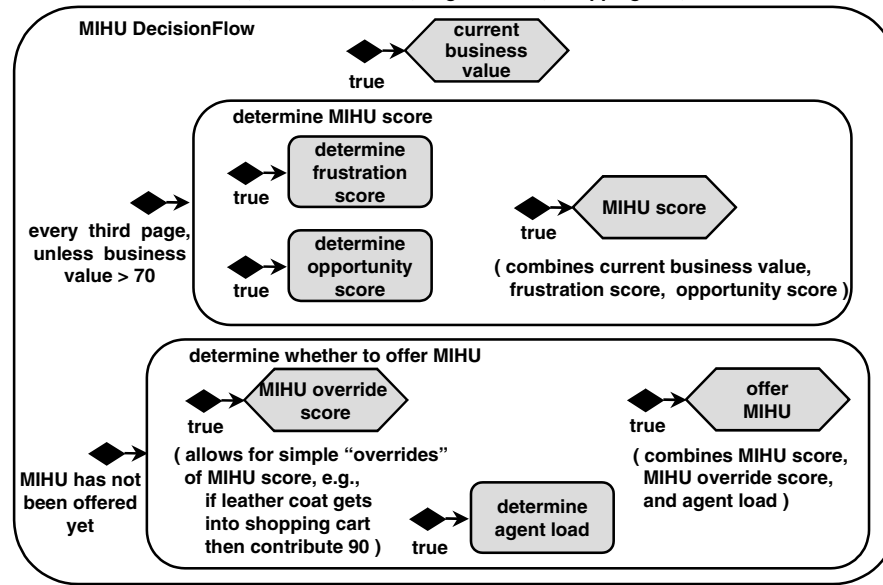 MIHU DecisionFlow
current
business
value
true
determine MIHU score
determine
frustration
score
true
MIHU score
true
every third page,
unless business
value > 70
determine
opportunity
score
true
( combines current business value,
frustration score, opportunity score )
determine whether to offer MIHU
MIHU override
score
true
offer
MIHU
true
MIHU has not
been offered
yet
( allows for simple “overrides”
of MIHU score, e.g.,
if leather coat gets
into shopping cart
then contribute 90 )
determine
agent load
true
( combines MIHU score,
MIHU override score,
and agent load )